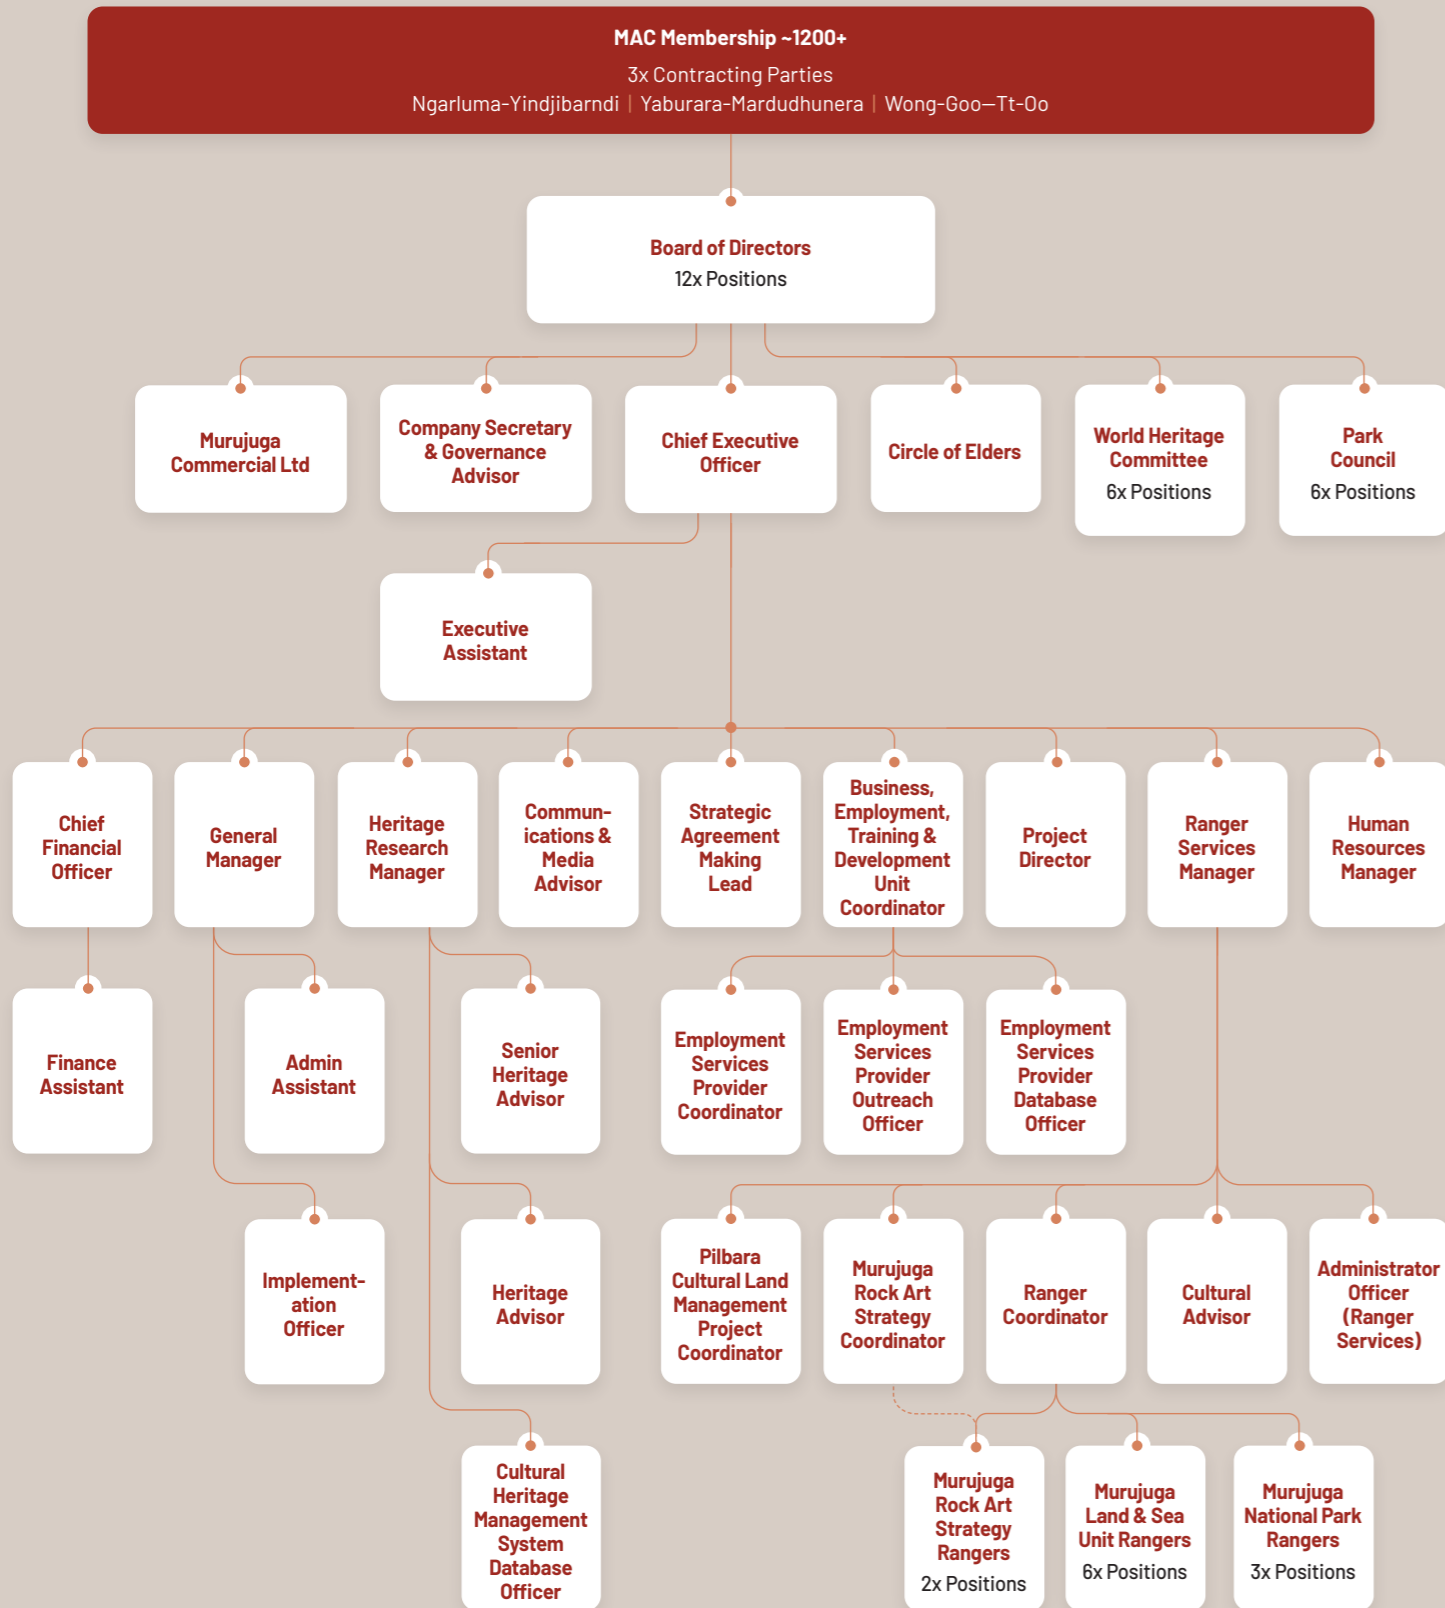 MAC Membership ~1200+
3x Contracting Parties
Ngarluma-Yindjibarndi | Yaburara-Mardudhunera | Wong-Goo—Tt-Oo
Board of Directors
12x Positions
Murujuga
Commercial Ltd
Company Secretary
& Governance
Advisor
Chief Executive
Officer
Circle of Elders
World Heritage
Committee
6x Positions
Park
Council
6x Positions
Executive
Assistant
Chief
Financial
Officer
General
Manager
Heritage
Research
Manager
Commun-
ications &
Media
Advisor
Strategic
Agreement
Making
Lead
Business,
Employment,
Training &
Development
Unit
Coordinator
Project
Director
Ranger
Services
Manager
Human
Resources
Manager
Finance
Assistant
Admin
Assistant
Senior
Heritage
Advisor
Employment
Services
Provider
Coordinator
Employment
Services
Provider
Outreach
Officer
Employment
Services
Provider
Database
Officer
Implement-
ation
Officer
Heritage
Advisor
Pilbara
Cultural Land
Management
Project
Coordinator
Murujuga
Rock Art
Strategy
Coordinator
Ranger
Coordinator
Cultural
Advisor
Administrator
Officer
(Ranger
Services)
Cultural
Heritage
Management
System
Database
Officer
Murujuga
Rock Art
Strategy
Rangers
2x Positions
Murujuga
Land & Sea
Unit Rangers
6x Positions
Murujuga
National Park
Rangers
3x Positions